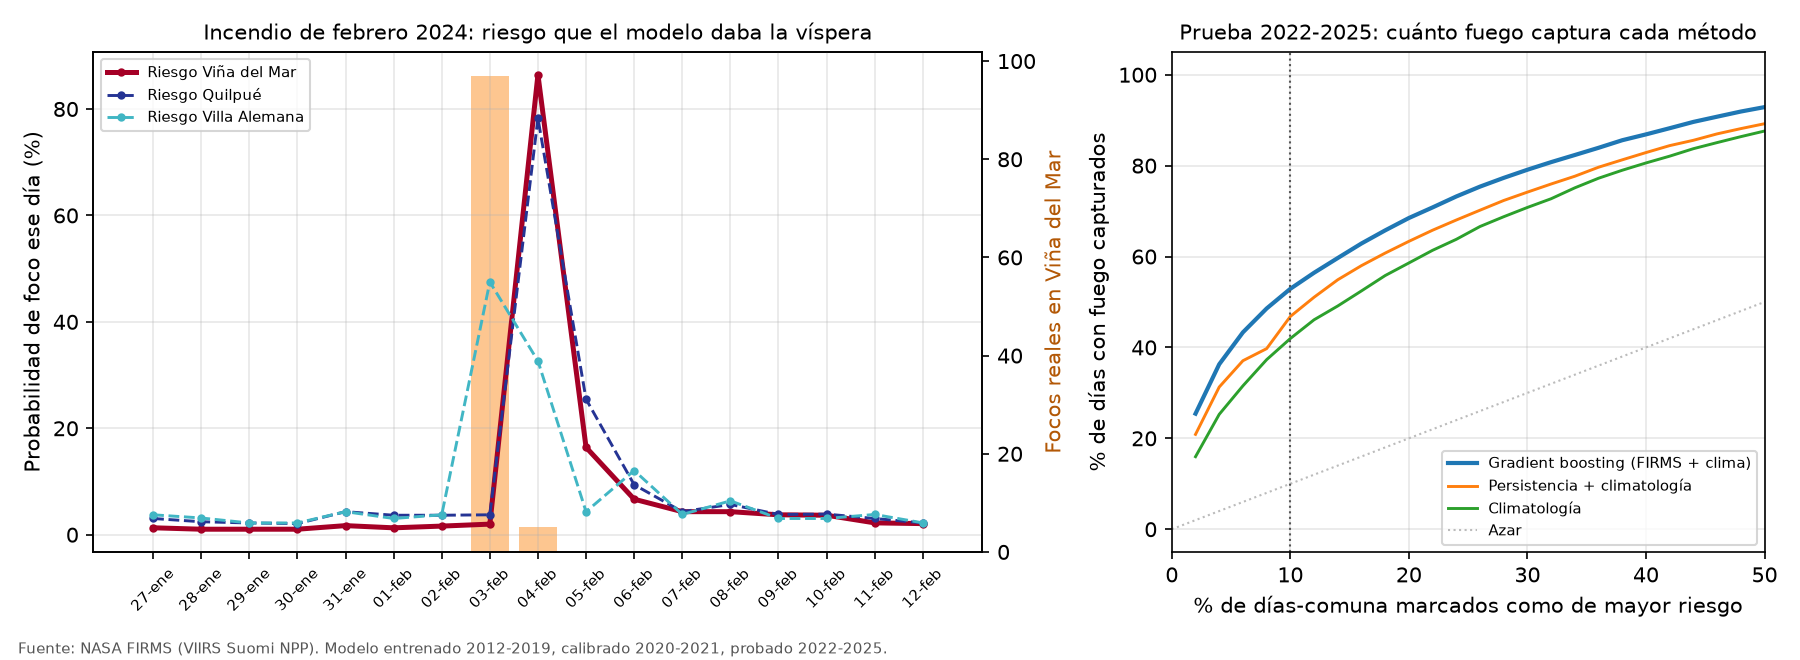 Incendio de febrero 2024: riesgo que el modelo daba la víspera
Probabilidad de foco ese día (%)
80
60
40
20
0
Riesgo Viña del Mar
Riesgo Quilpué
Riesgo Villa Alemana
100
80
60
40
20
0
Focos reales en Viña del Mar
27-ene
28-ene
29-ene
30-ene
31-ene
01-feb
02-feb
03-feb
04-feb
05-feb
06-feb
07-feb
08-feb
09-feb
10-feb
11-feb
12-feb
Prueba 2022-2025: cuánto fuego captura cada método
% de días con fuego capturados
100
80
60
40
20
0
Gradient boosting (FIRMS + clima)
Persistencia + climatología
Climatología
Azar
0
10
20
30
40
50
% de días-comuna marcados como de mayor riesgo
Fuente: NASA FIRMS (VIIRS Suomi NPP). Modelo entrenado 2012-2019, calibrado 2020-2021, probado 2022-2025.